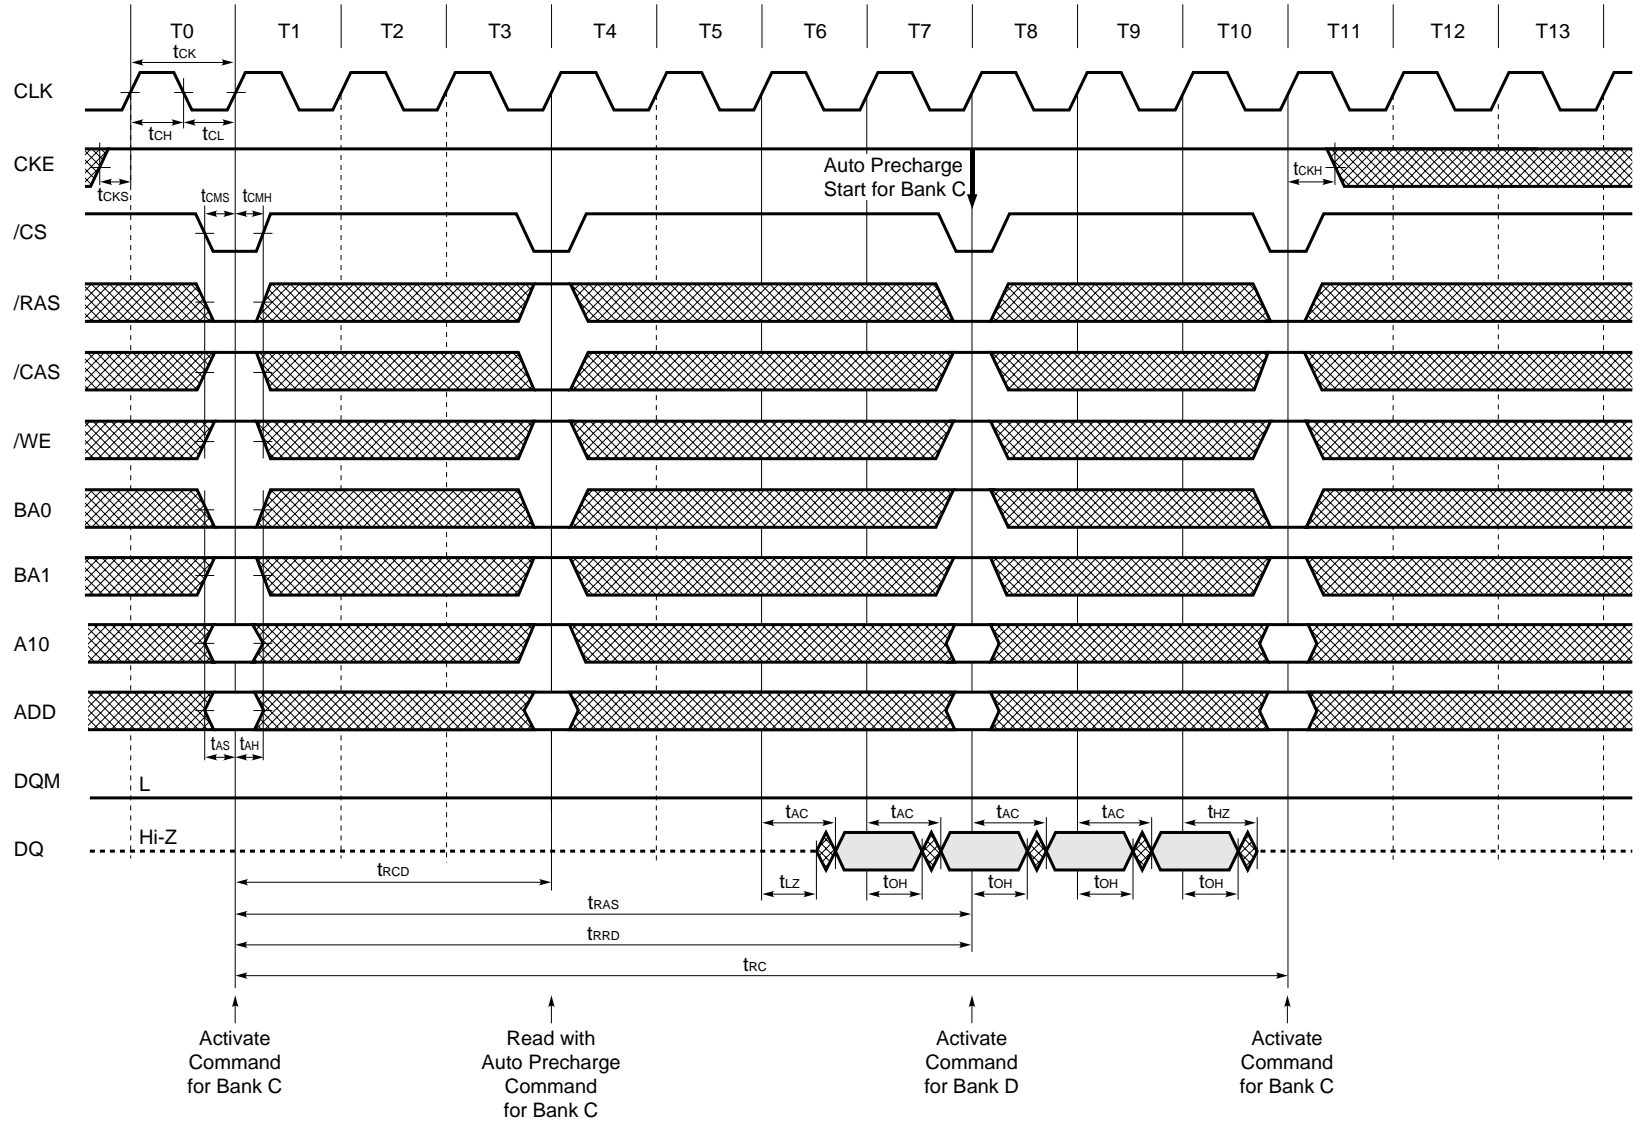 T0 T1 T2 T3 T4 T5 T6 T7 T8 T9 T10 T11 T12 T13
tCK
CLK
tCH tCL
CKE
Auto Precharge
Start for Bank C
tCKH
tCKS
tCMS tCMH
/CS
/RAS
/CAS
/WE
BA0
BA1
A10
ADD
tAS tAH
DQM
L
tAC tAC tAC tAC tHZ
Hi-Z
DQ
tRCD
tLZ tOH tOH tOH tOH
tRAS
tRRD
tRC
Activate
Command
for Bank C
Read with
Auto Precharge
Command
for Bank C
Activate
Command
for Bank D
Activate
Command
for Bank C